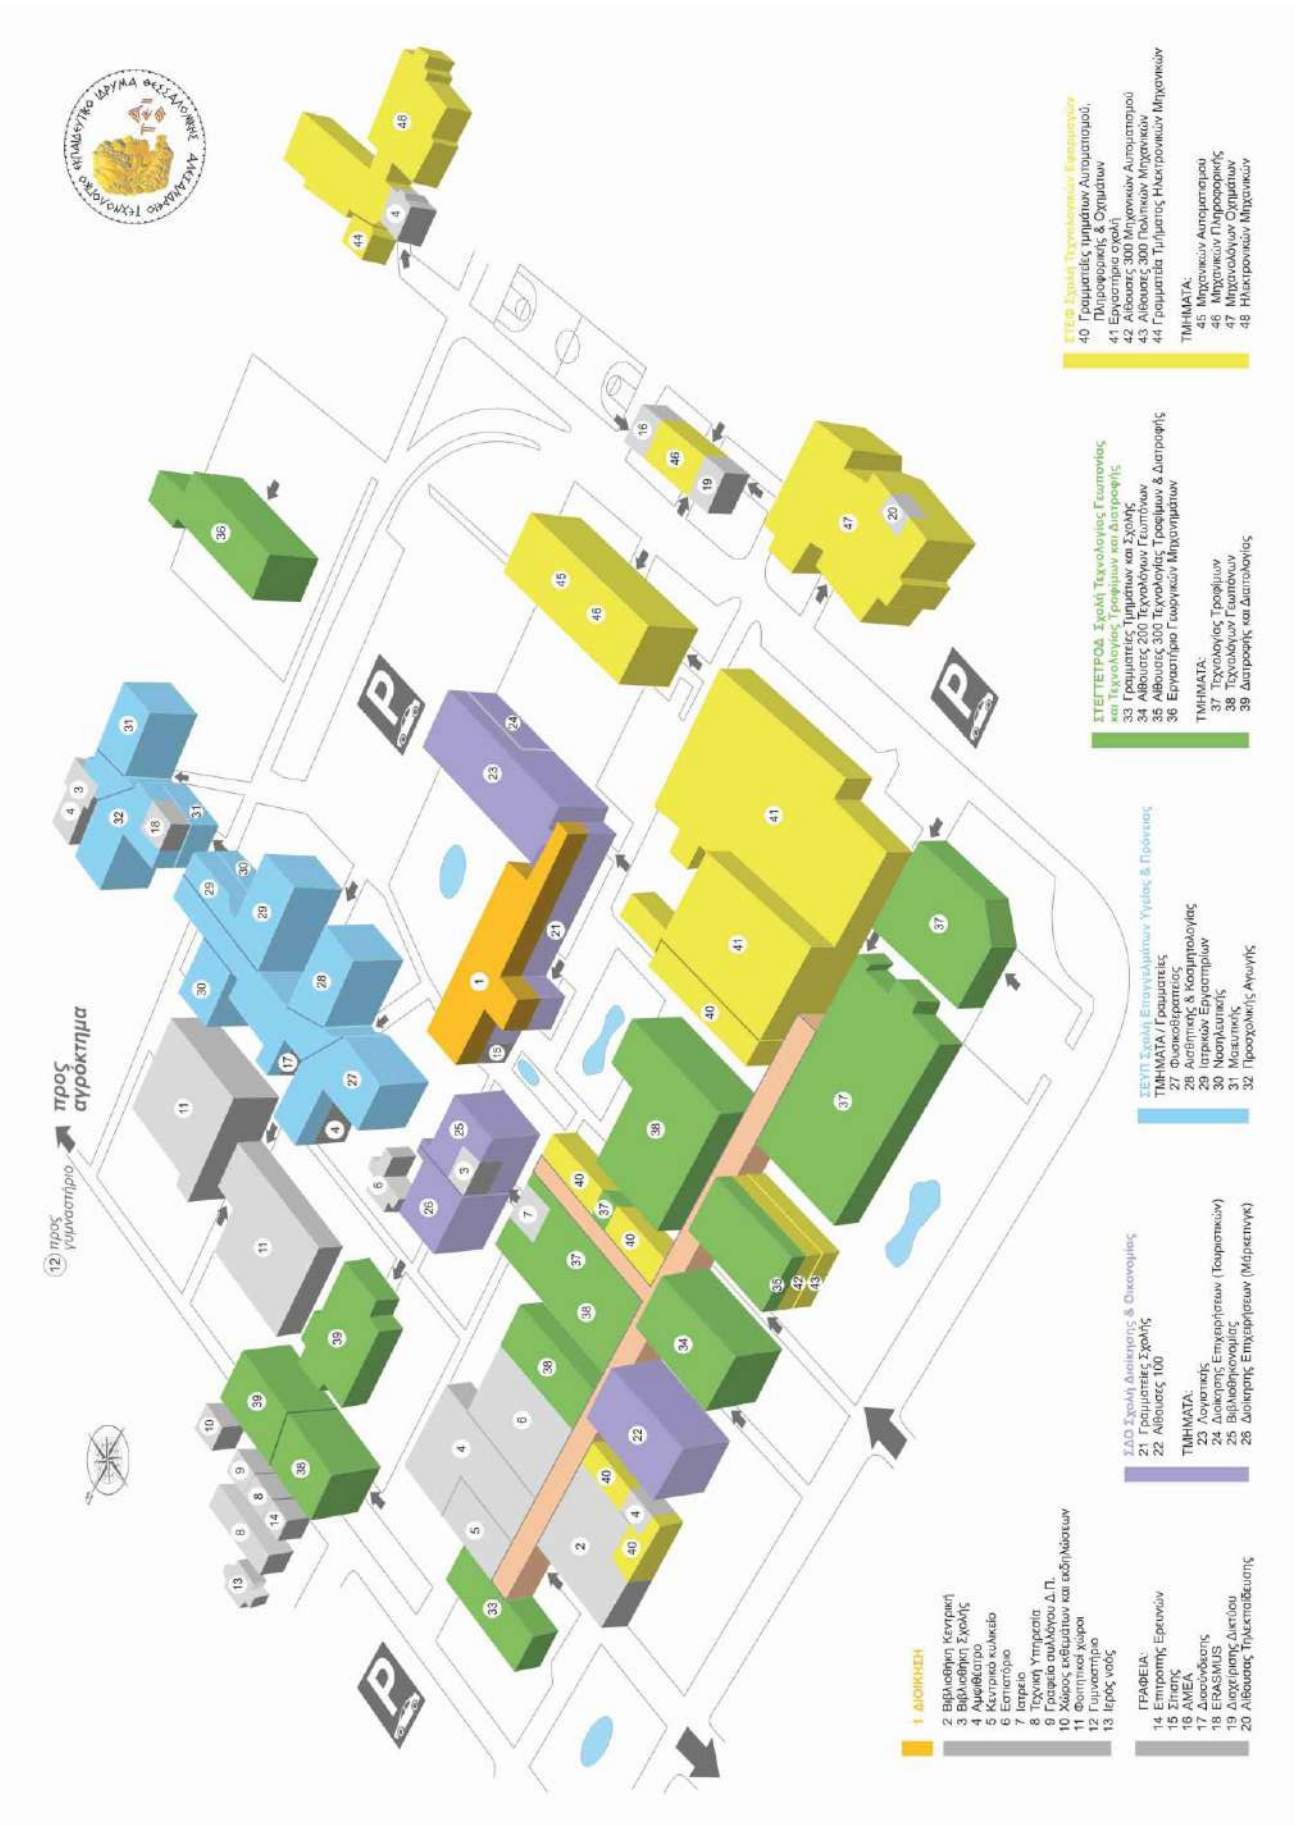 ΑΛΕΞΑΝΔΡΕΙΟ ΤΕΧΝΟΛΟΓΙΚΟ ΕΚΠΑΙΔΕΥΤΙΚΟ ΙΔΡΥΜΑ ΘΕΣΣΑΛΟΝΙΚΗΣ
12 προς
γυμναστήριο
προς
αγρόκτημα
P
P
P
1 ΔΙΟΙΚΗΣΗ
2 Βιβλιοθήκη Κεντρική
3 Βιβλιοθήκη Σχολής
4 Αμφιθέατρο
5 Κεντρικό κυλικείο
6 Εστιατόριο
7 Ιατρείο
8 Τεχνική Υπηρεσία
9 Γραφείο συλλόγου Δ.Π.
10 Χώρος εκθεμάτων και εκδηλώσεων
11 Φοιτητικοί χώροι
12 Γυμναστήριο
13 Ιερός ναός
ΓΡΑΦΕΙΑ:
14 Επιτροπής Ερευνών
15 Σίτισης
16 ΑΜΕΑ
17 Διασύνδεσης
18 ERASMUS
19 Διαχείρισης Δικτύου
20 Αίθουσας Τηλεκπαίδευσης
ΣΔΟ Σχολή Διοίκησης & Οικονομίας
21 Γραμματείες Σχολής
22 Αίθουσες 100
ΤΜΗΜΑΤΑ:
23 Λογιστικής
24 Διοίκησης Επιχειρήσεων (Τουριστικών)
25 Βιβλιοθηκονομίας
26 Διοίκησης Επιχειρήσεων (Μάρκετινγκ)
ΣΕΥΠ Σχολή Επαγγελμάτων Υγείας & Πρόνοιας
ΤΜΗΜΑΤΑ / Γραμματείες
27 Φυσικοθεραπείας
28 Αισθητικής & Κοσμητολογίας
29 Ιατρικών Εργαστηρίων
30 Νοσηλευτικής
31 Μαιευτικής
32 Προσχολικής Αγωγής
ΣΤΕΓΤΕΤΡΟΔ Σχολή Τεχνολογίας Γεωπονίας
και Τεχνολογίας Τροφίμων και Διατροφής
33 Γραμματείες Τμημάτων και Σχολής
34 Αίθουσες 200 Τεχνολόγων Γεωπόνων
35 Αίθουσες 300 Τεχνολογίας Τροφίμων & Διατροφής
36 Εργαστήριο Γεωργικών Μηχανημάτων
ΤΜΗΜΑΤΑ:
37 Τεχνολογίας Τροφίμων
38 Τεχνολόγων Γεωπόνων
39 Διατροφής και Διαιτολογίας
ΣΤΕΦ Σχολή Τεχνολογικών Εφαρμογών
40 Γραμματείες τμημάτων Αυτοματισμού,
Πληροφορικής & Οχημάτων
41 Εργαστήρια σχολή
42 Αίθουσες 300 Μηχανικών Αυτοματισμού
43 Αίθουσες 300 Πολιτικών Μηχανικών
44 Γραμματεία Τμήματος Ηλεκτρονικών Μηχανικών
ΤΜΗΜΑΤΑ:
45 Μηχανικών Αυτοματισμού
46 Μηχανικών Πληροφορικής
47 Μηχανολόγων Οχημάτων
48 Ηλεκτρονικών Μηχανικών